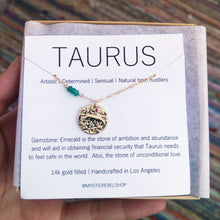 TAURUS
Artistic | Determined | Sensual | Natural born hustlers
Gemstone: Emerald is the stone of ambition and abundance
and will aid in obtaining financial security that Taurus needs
to feel safe in the world. Also, the stone of unconditional love.
14k gold filled | Handcrafted in Los Angeles
@MYSTICREBELSHOP